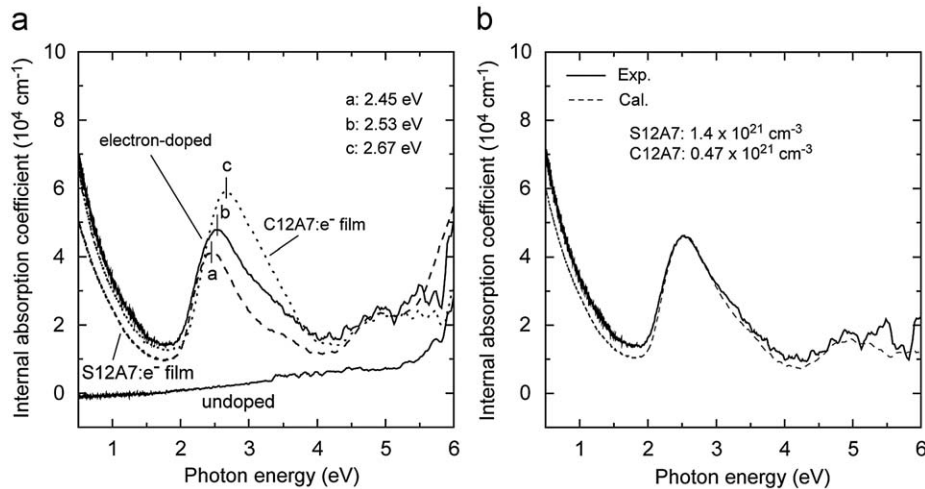 a
10
8
6
4
2
0
1
2
3
4
5
6
Internal absorption coefficient (10⁴ cm⁻¹)
Photon energy (eV)
a: 2.45 eV
b: 2.53 eV
c: 2.67 eV
electron-doped
c
b
a
C12A7:e⁻ film
S12A7:e⁻ film
undoped
b
10
8
6
4
2
0
1
2
3
4
5
6
Internal absorption coefficient (10⁴ cm⁻¹)
Photon energy (eV)
Exp.
Cal.
S12A7: 1.4 x 10²¹ cm⁻³
C12A7: 0.47 x 10²¹ cm⁻³